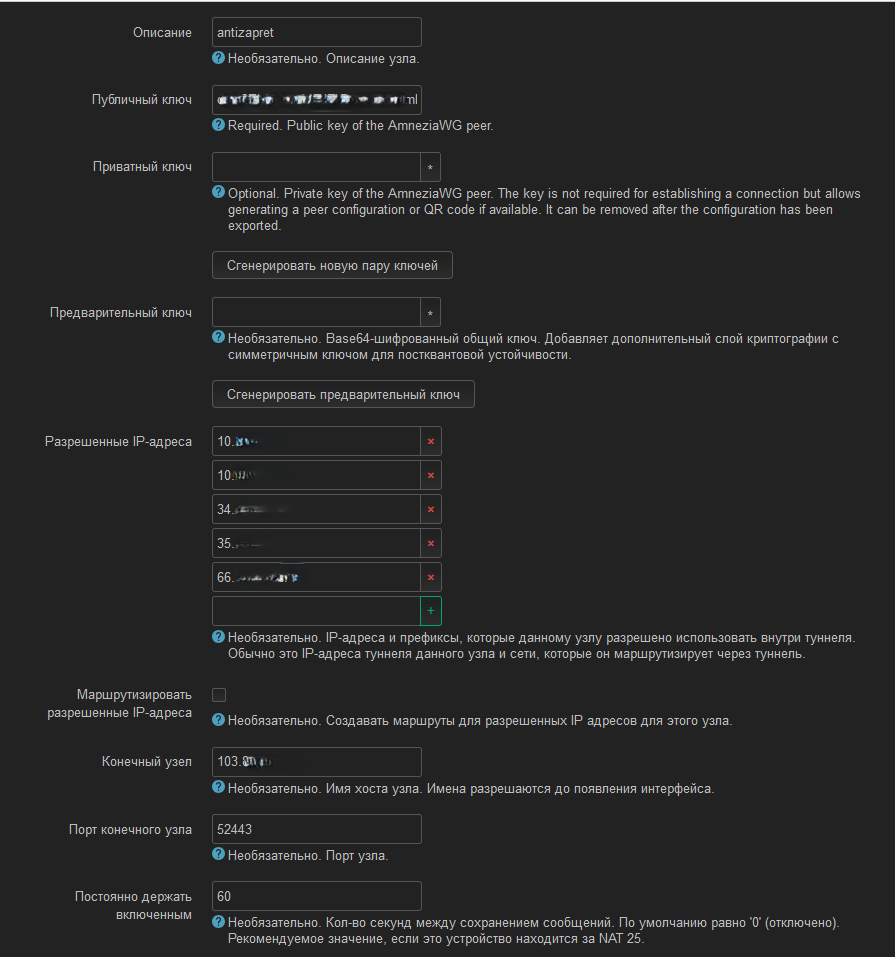 Описание
antizapret
Необязательно. Описание узла.
Публичный ключ
Required. Public key of the AmneziaWG peer.
Приватный ключ
*
Optional. Private key of the AmneziaWG peer. The key is not required for establishing a connection but allows
generating a peer configuration or QR code if available. It can be removed after the configuration has been
exported.
Сгенерировать новую пару ключей
Предварительный ключ
*
Необязательно. Base64-шифрованный общий ключ. Добавляет дополнительный слой криптографии с
симметричным ключом для постквантовой устойчивости.
Сгенерировать предварительный ключ
Разрешенные IP-адреса
10.
10.
34.
35.
66.
+
Необязательно. IP-адреса и префиксы, которые данному узлу разрешено использовать внутри туннеля.
Обычно это IP-адреса туннеля данного узла и сети, которые он маршрутизирует через туннель.
Маршрутизировать
разрешенные IP-адреса
Необязательно. Создавать маршруты для разрешенных IP адресов для этого узла.
Конечный узел
103.
Необязательно. Имя хоста узла. Имена разрешаются до появления интерфейса.
Порт конечного узла
52443
Необязательно. Порт узла.
Постоянно держать
включенным
60
Необязательно. Кол-во секунд между сохранением сообщений. По умолчанию равно '0' (отключено).
Рекомендуемое значение, если это устройство находится за NAT 25.